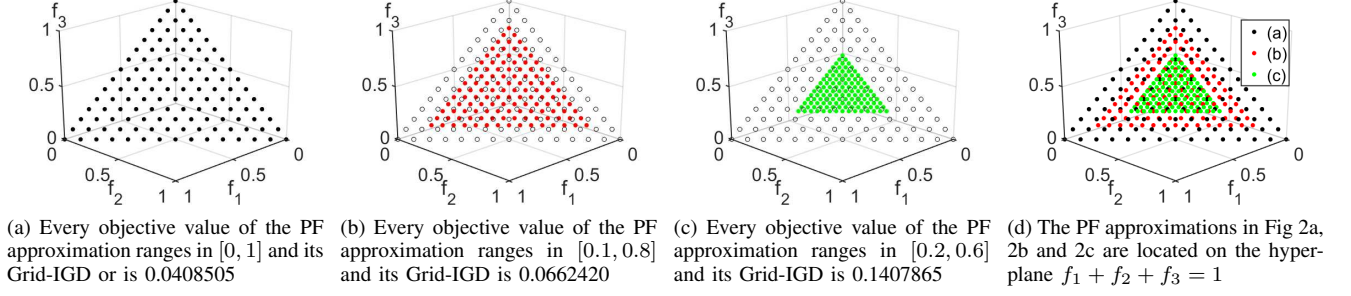 f3
1
0.5
0
0
0.5
f2
1
1
f1
0.5
0
f3
1
0.5
0
0
0.5
f2
1
1
f1
0.5
0
f3
1
0.5
0
0
0.5
f2
1
1
f1
0.5
0
f3
1
0.5
0
0
0.5
f2
1
1
f1
0.5
0
(a)
(b)
(c)
(a) Every objective value of the PF
approximation ranges in [0, 1] and its
Grid-IGD or is 0.0408505
(b) Every objective value of the PF
approximation ranges in [0.1, 0.8]
and its Grid-IGD is 0.0662420
(c) Every objective value of the PF
approximation ranges in [0.2, 0.6]
and its Grid-IGD is 0.1407865
(d) The PF approximations in Fig 2a,
2b and 2c are located on the hyper-
plane f1 + f2 + f3 = 1